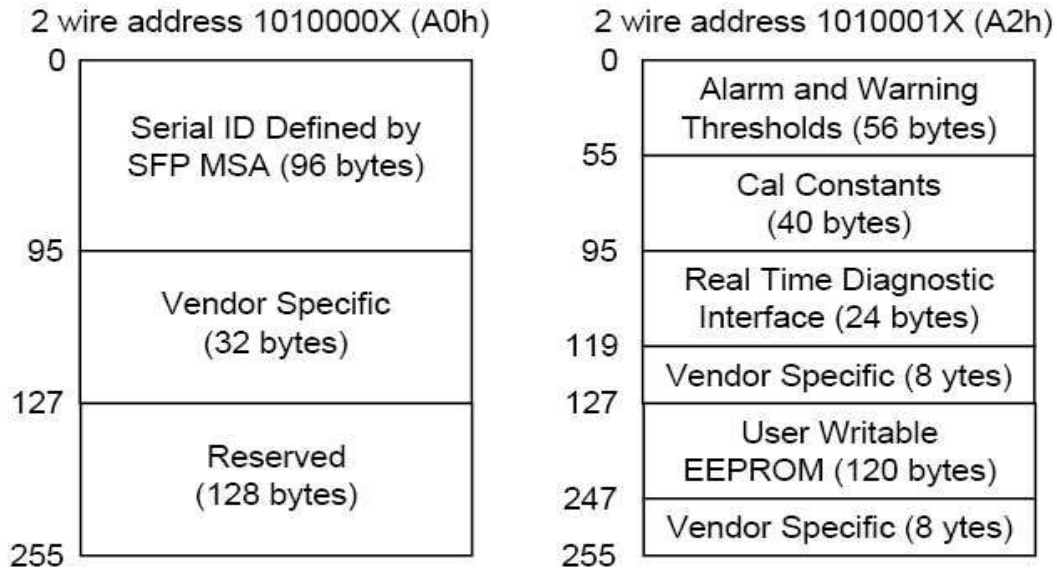 2 wire address 1010000X (A0h)
0
Serial ID Defined by
SFP MSA (96 bytes)
95
Vendor Specific
(32 bytes)
127
Reserved
(128 bytes)
255
2 wire address 1010001X (A2h)
0
Alarm and Warning
Thresholds (56 bytes)
55
Cal Constants
(40 bytes)
95
Real Time Diagnostic
Interface (24 bytes)
119
Vendor Specific (8 ytes)
127
User Writable
EEPROM (120 bytes)
247
Vendor Specific (8 ytes)
255